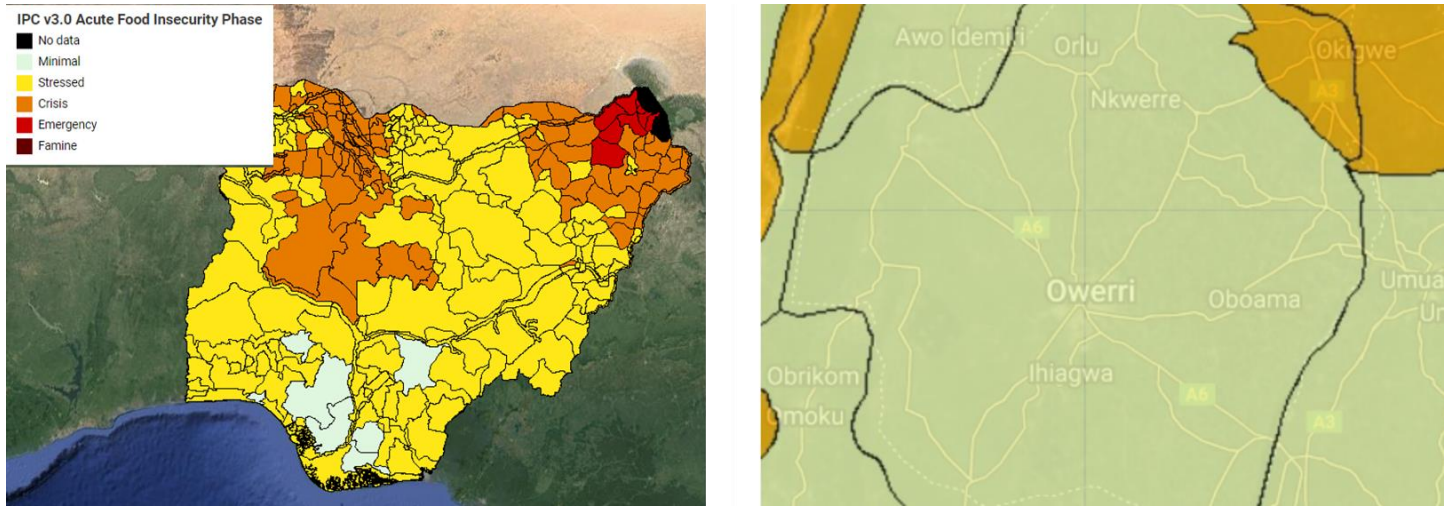 IPC v3.0 Acute Food Insecurity Phase
No data
Minimal
Stressed
Crisis
Emergency
Famine
Awo Idemiri
Orlu
Okigwe
A3
Nkwerre
A6
Owerri
Oboama
Umua
Ihiagwa
Obrikom
Omoku
A6
A3